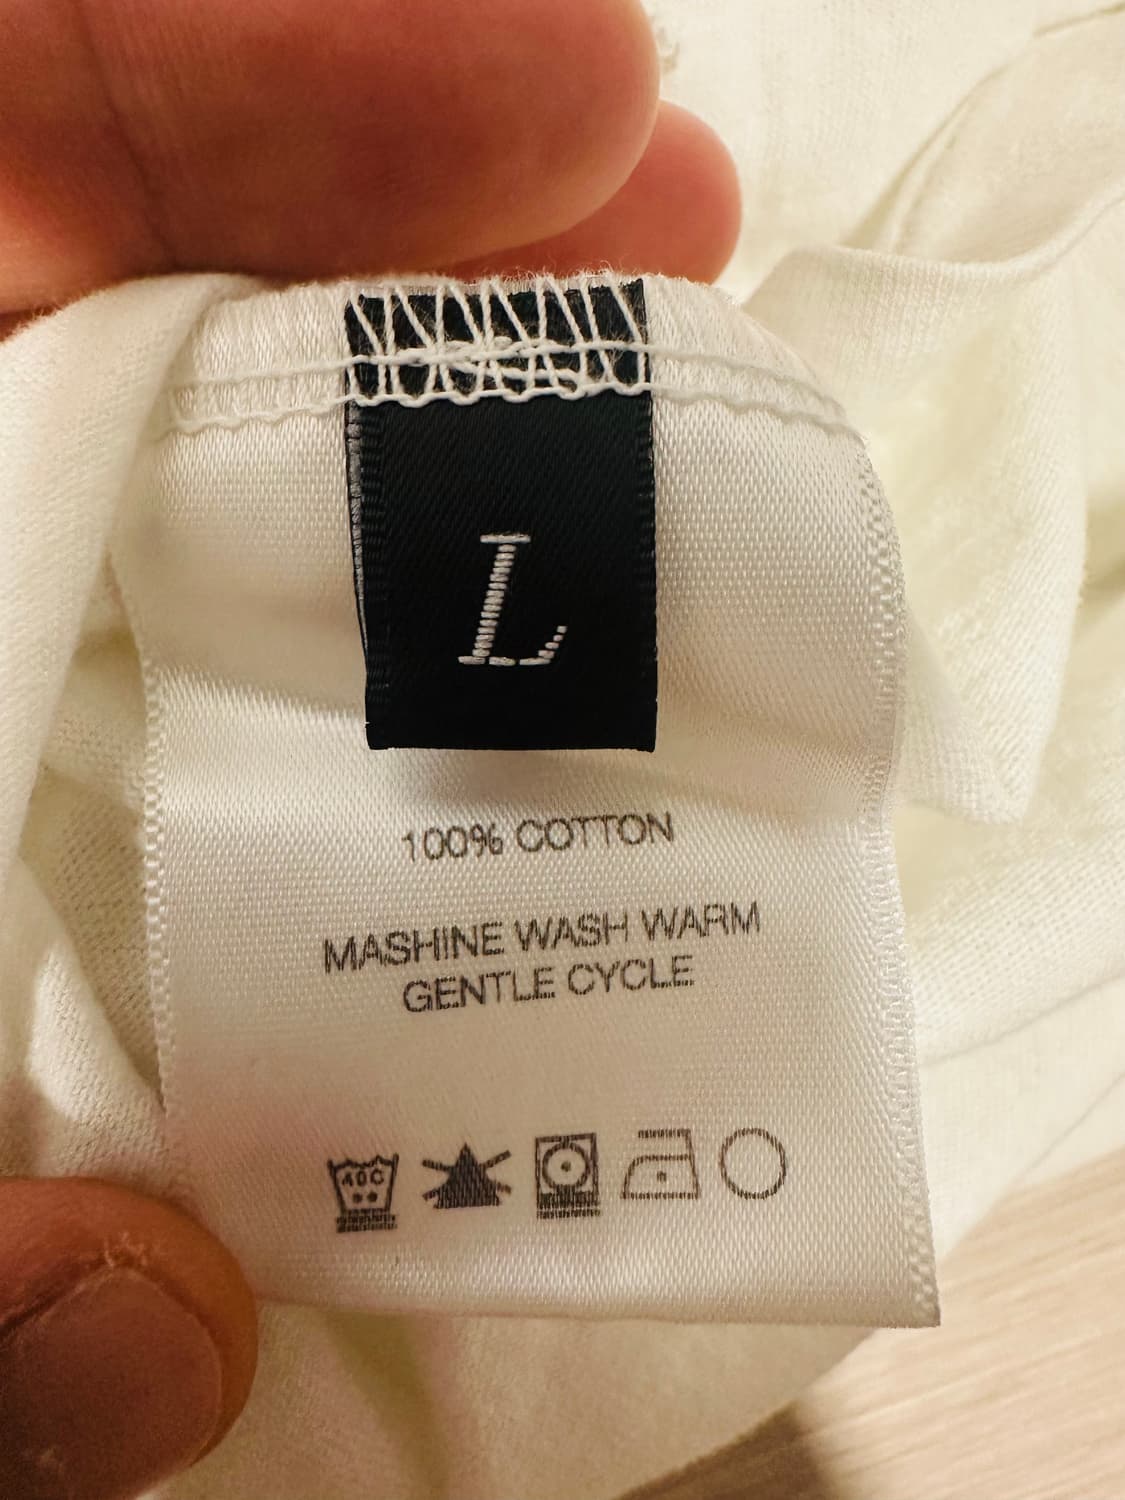 L
100% COTTON
MASHINE WASH WARM
GENTLE CYCLE
40C